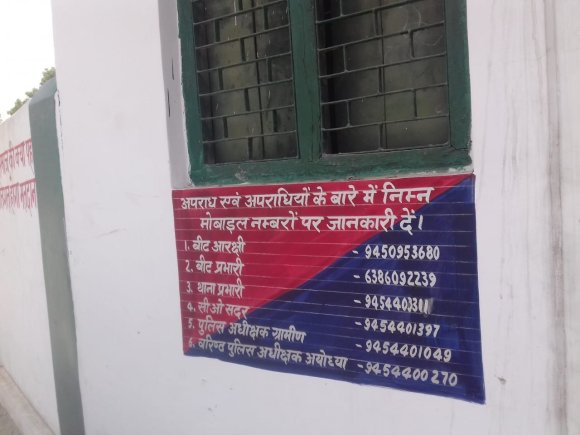 अपराध एवं अपराधियों के बारे में निम्न
मोबाइल नम्बरों पर जानकारी दें।
1. बीट आरक्षी - 9450953680
2. बीट प्रभारी - 6386092239
3. थाना प्रभारी - 9454403311
4. सीओ सदर - 9454401397
5. पुलिस अधीक्षक ग्रामीण - 9454401049
6. वरिष्ठ पुलिस अधीक्षक अयोध्या - 9454400270